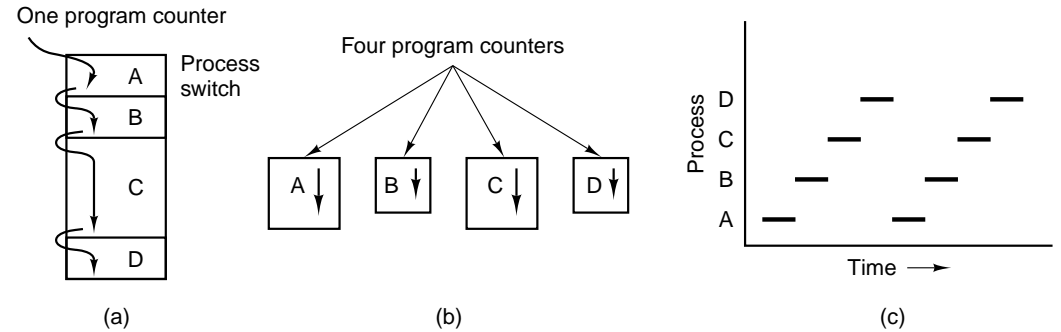 One program counter
Process
switch
A
B
C
D
(a)
Four program counters
A
B
C
D
(b)
Process
D
C
B
A
Time
(c)